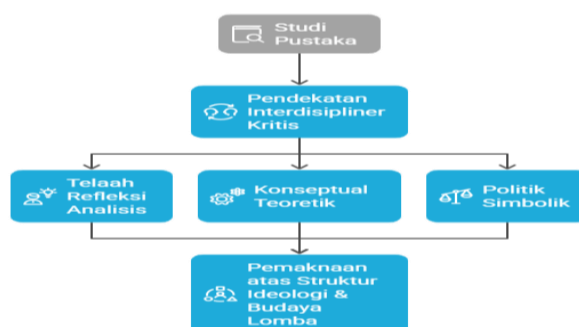 Studi
Pustaka
Pendekatan
Interdisipliner
Kritis
Telaah
Refleksi
Analisis
Konseptual
Teoretik
Politik
Simbolik
Pemaknaan
atas Struktur
Ideologi &
Budaya
Lomba